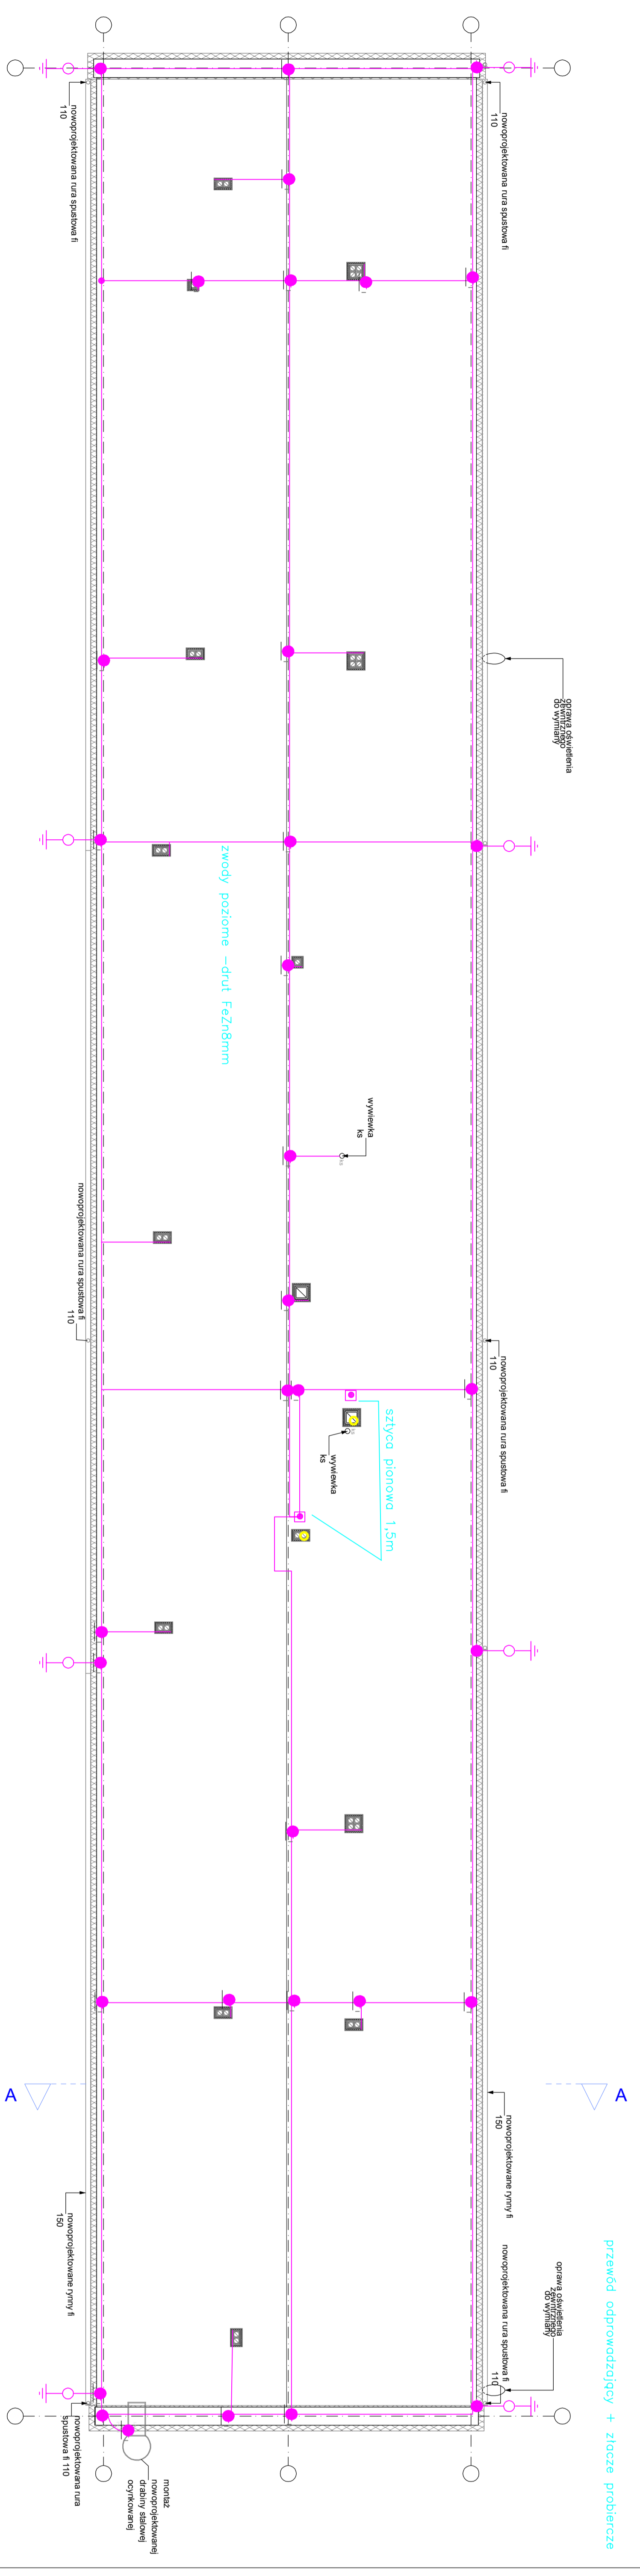 nowoprojektowana rura spustowa fi
110
nowoprojektowana rura spustowa fi
110
oprawa oświetlenia
zewnętrznego
do wymiany
zwody poziome -drut FeZn8mm
wywiewka
ks
nowoprojektowana rura spustowa fi
110
nowoprojektowana rura spustowa fi
110
sztyca pionowa 1,5m
wywiewka
ks
A
A
nowoprojektowane rynny fi
150
nowoprojektowane rynny fi
150
przewód odprowadzający + złącze probiercze
oprawa oświetlenia
zewnętrznego
do wymiany
nowoprojektowana rura spustowa fi
110
nowoprojektowana rura
spustowa fi 110
montaż
nowoprojektowanej
drabiny stalowej
ocynkowanej